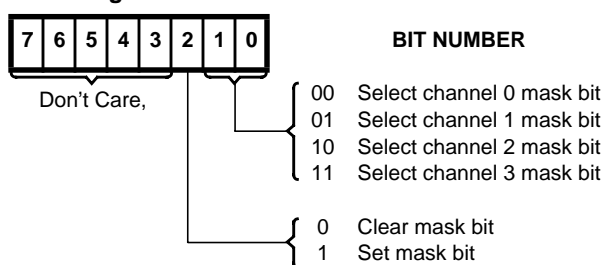 7 6 5 4 3 2 1 0 BIT NUMBER
Don't Care,
00 Select channel 0 mask bit
01 Select channel 1 mask bit
10 Select channel 2 mask bit
11 Select channel 3 mask bit
0 Clear mask bit
1 Set mask bit